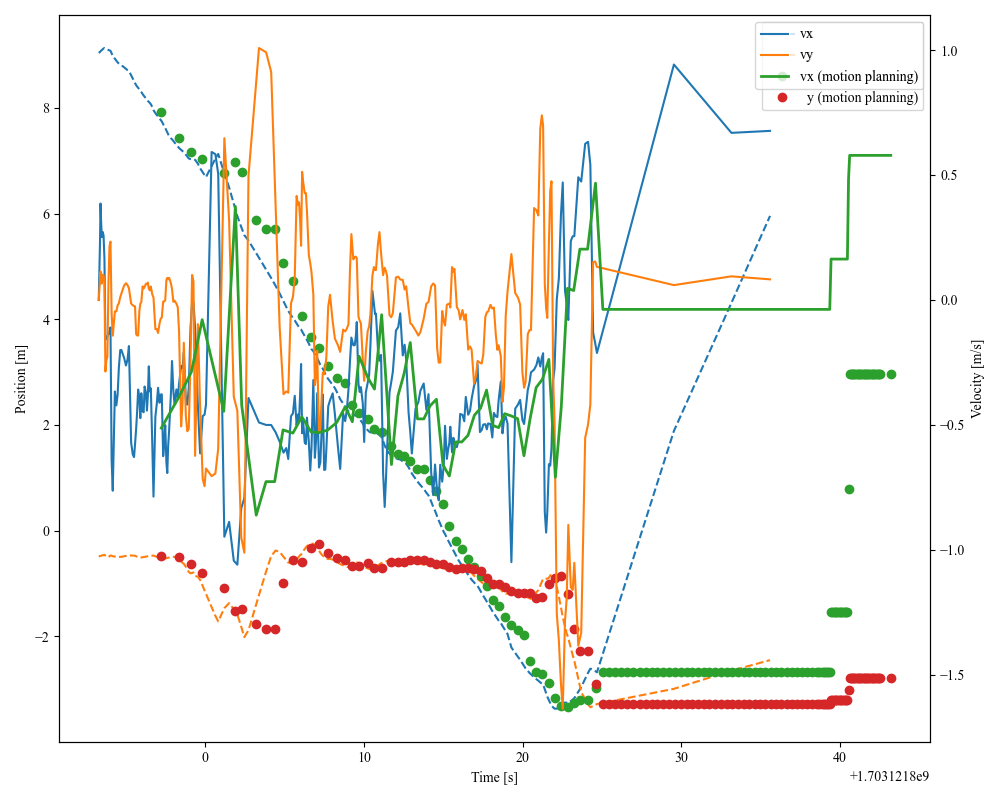 vx
vy
vx (motion planning)
y (motion planning)
8
6
4
2
0
−2
1.0
0.5
0.0
−0.5
−1.0
−1.5
Position [m]
Velocity [m/s]
0
10
20
30
40
Time [s]
+1.7031218e9